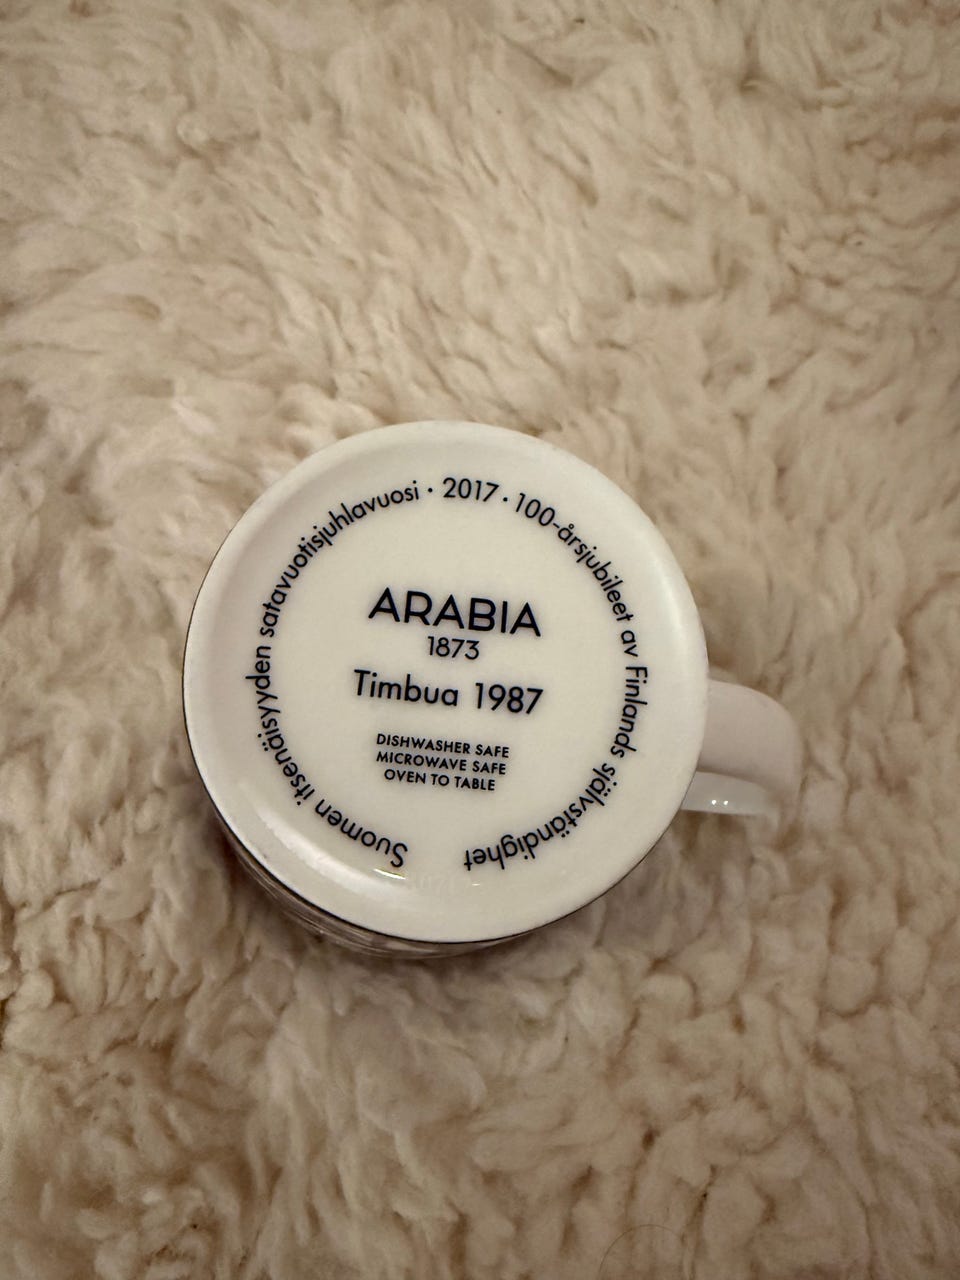 Suomen itsenäisyyden satavuotisjuhlavuosi · 2017 · 100-årsjubileet av Finlands självständighet
ARABIA
1873
Timbua 1987
DISHWASHER SAFE
MICROWAVE SAFE
OVEN TO TABLE